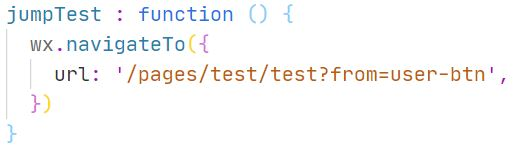 jumpTest : function () {
  wx.navigateTo({
    url: '/pages/test/test?from=user-btn',
  })
}